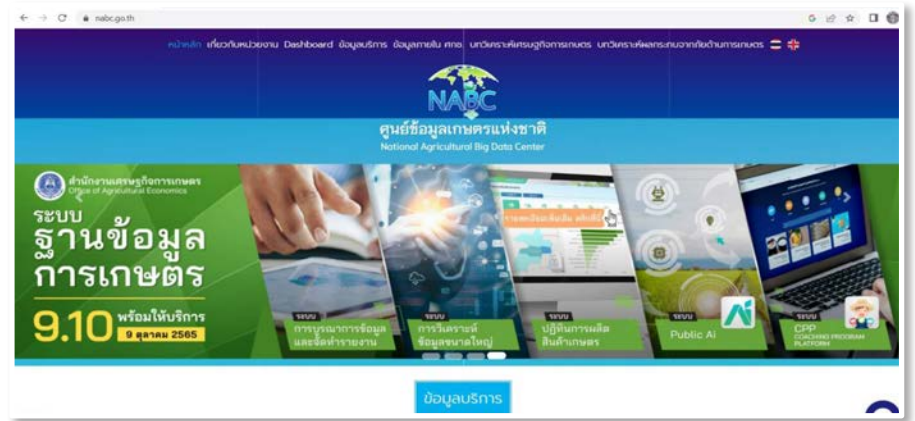 nabc.go.th
หน้าหลัก เกี่ยวกับหน่วยงาน Dashboard ข้อมูลบริการ ข้อมูลภายใน ศกช. บทวิเคราะห์เศรษฐกิจการเกษตร บทวิเคราะห์ผลกระทบจากภัยด้านการเกษตร
NABC
ศูนย์ข้อมูลเกษตรแห่งชาติ
National Agricultural Big Data Center
สำนักงานเศรษฐกิจการเกษตร
Office of Agricultural Economics
ระบบ
ฐานข้อมูล
การเกษตร
9.10 พร้อมให้บริการ
9 ตุลาคม 2565
ระบบ
การบูรณาการข้อมูล
และจัดทำรายงาน
ระบบ
การวิเคราะห์
ข้อมูลขนาดใหญ่
ระบบ
ปฏิทินการผลิต
สินค้าเกษตร
ระบบ
Public Ai
Ai
ระบบ
CPP
COACHING PROGRAM
PLATFORM
ข้อมูลบริการ